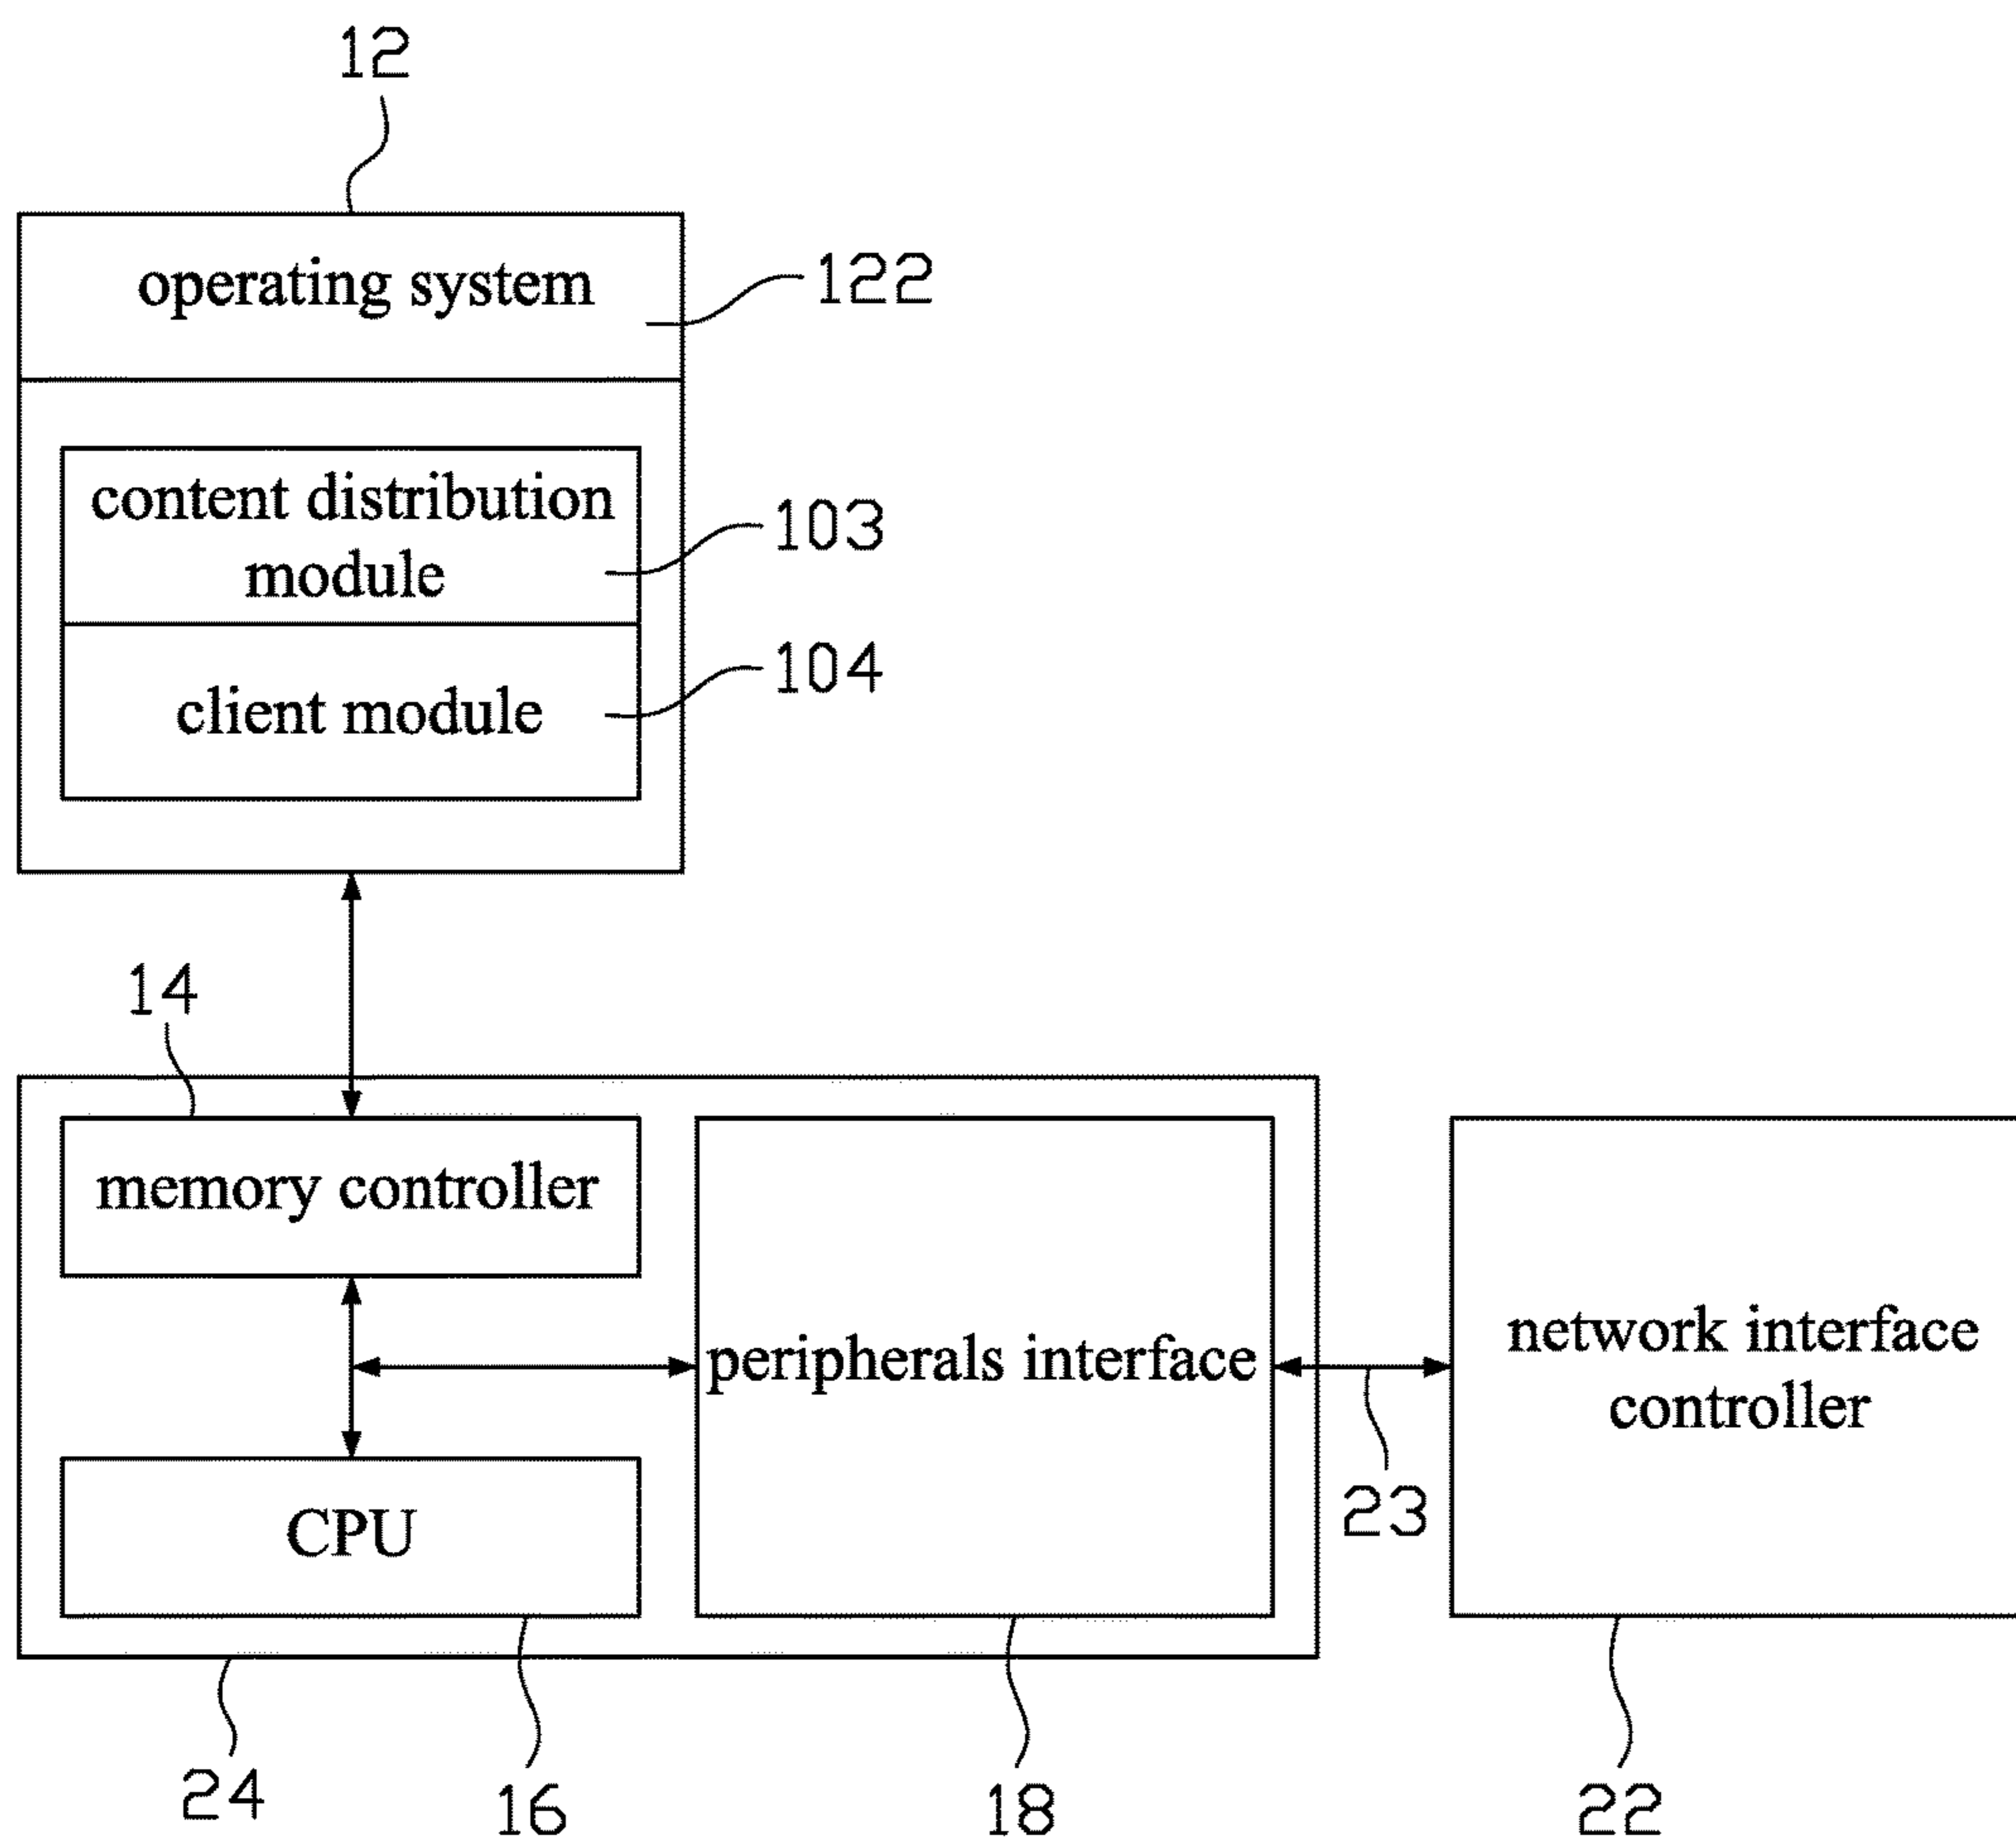 12
operating system
122
content distribution
module
103
client module
104
14
memory controller
peripherals interface
network interface
controller
23
CPU
24
16
18
22